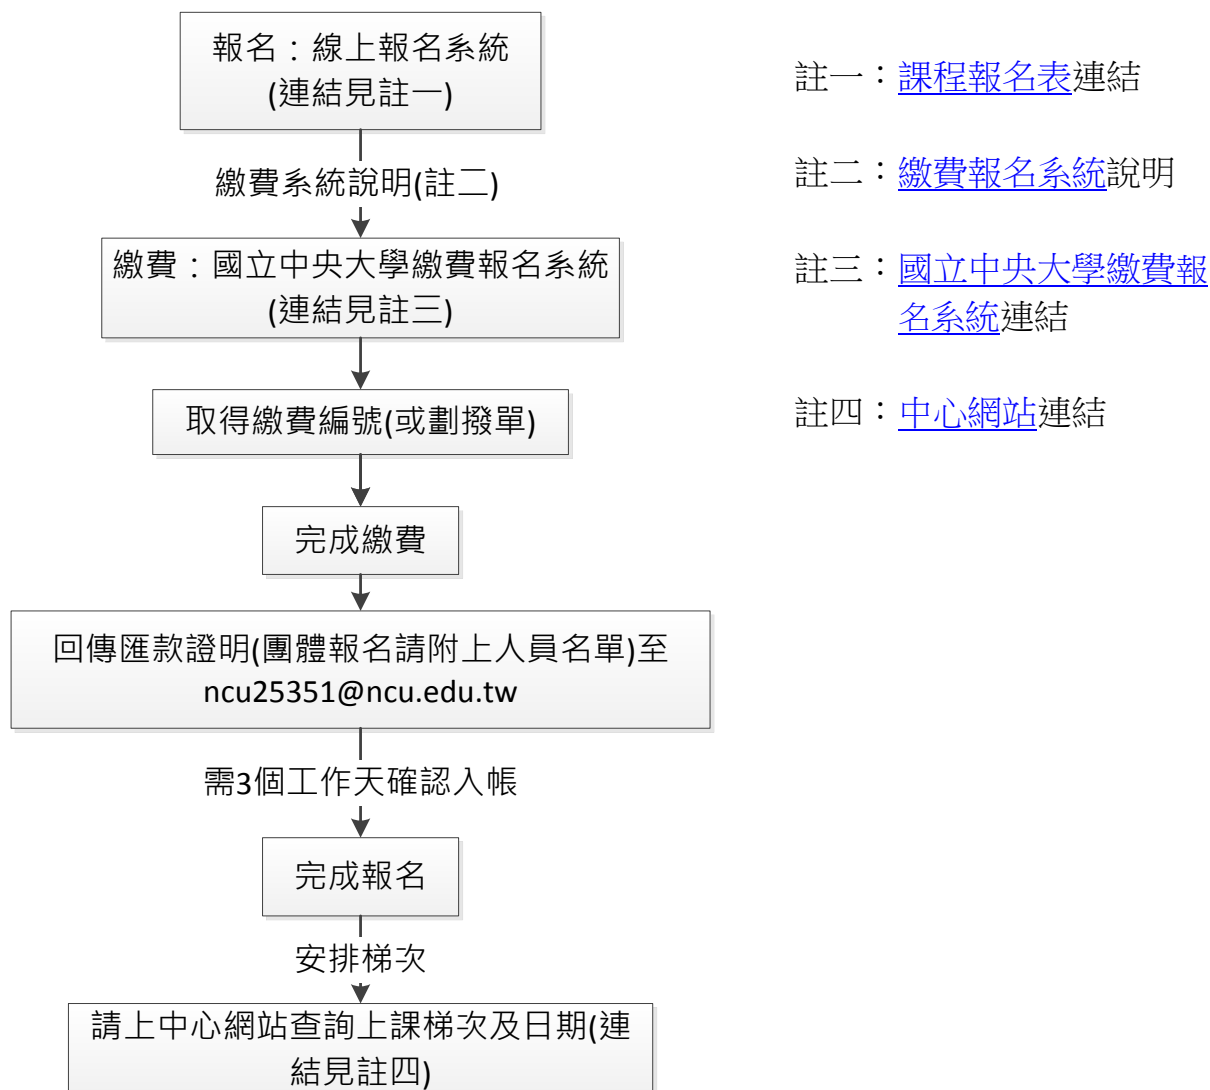 報名：線上報名系統
(連結見註一)
繳費系統說明(註二)
繳費：國立中央大學繳費報名系統
(連結見註三)
取得繳費編號(或劃撥單)
完成繳費
回傳匯款證明(團體報名請附上人員名單)至
ncu25351@ncu.edu.tw
需3個工作天確認入帳
完成報名
安排梯次
請上中心網站查詢上課梯次及日期(連
結見註四)
註一：課程報名表連結
註二：繳費報名系統說明
註三：國立中央大學繳費報
名系統連結
註四：中心網站連結